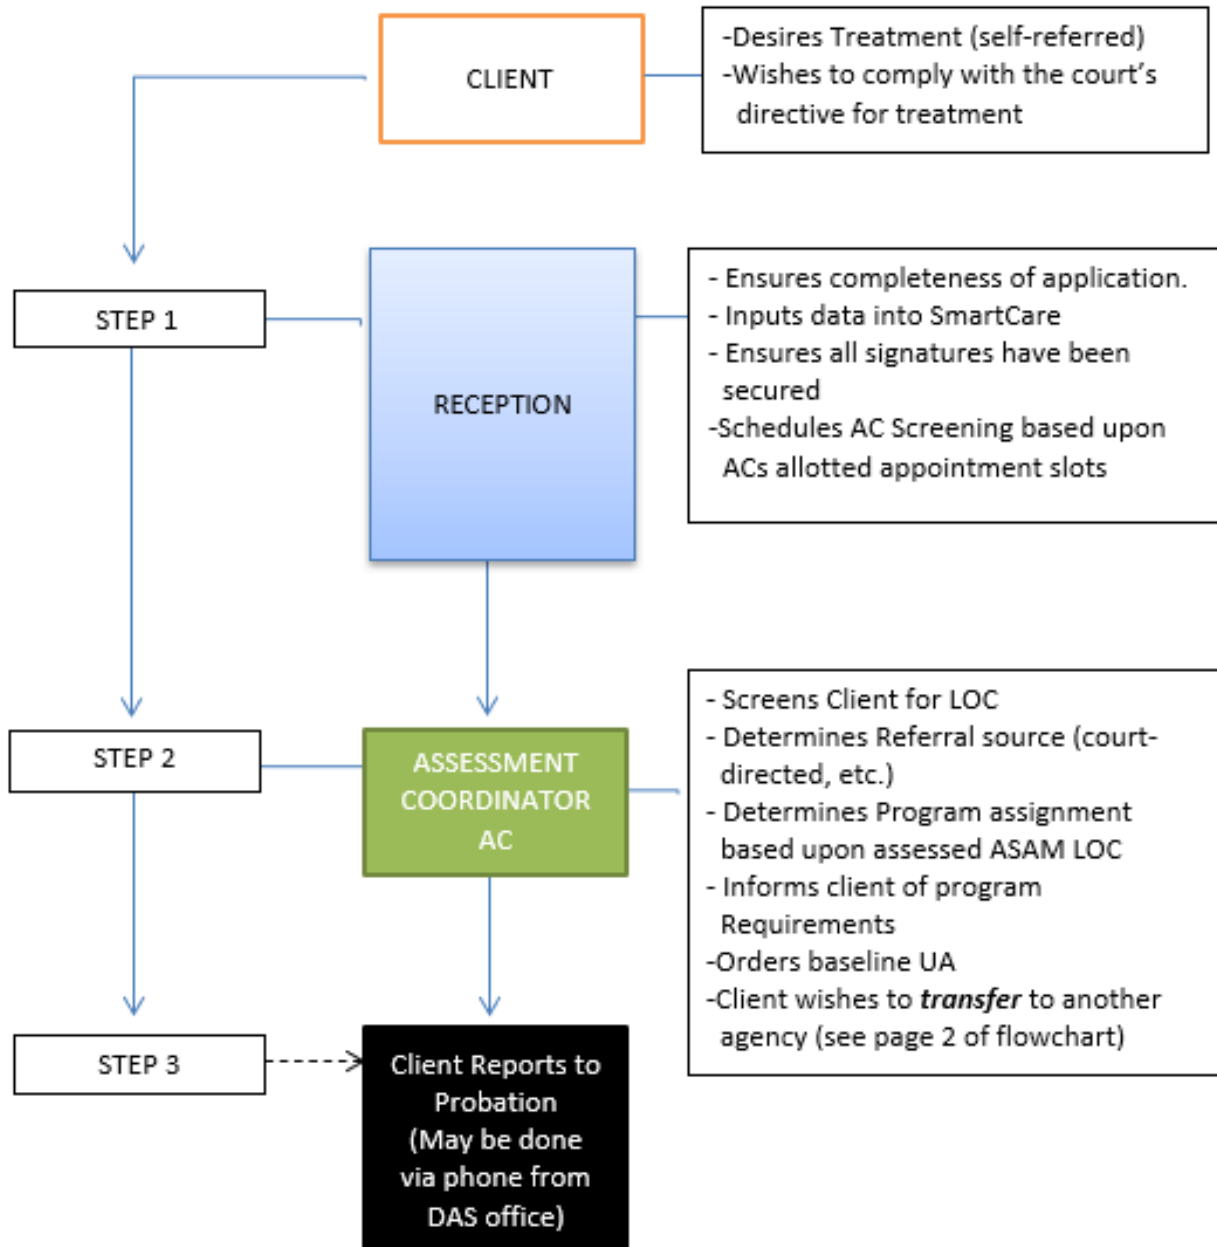 CLIENT
-Desires Treatment (self-referred)
-Wishes to comply with the court's
directive for treatment
STEP 1
RECEPTION
- Ensures completeness of application.
- Inputs data into SmartCare
- Ensures all signatures have been
secured
-Schedules AC Screening based upon
ACs allotted appointment slots
STEP 2
ASSESSMENT
COORDINATOR
AC
- Screens Client for LOC
- Determines Referral source (court-
directed, etc.)
- Determines Program assignment
based upon assessed ASAM LOC
- Informs client of program
Requirements
-Orders baseline UA
-Client wishes to transfer to another
agency (see page 2 of flowchart)
STEP 3
Client Reports to
Probation
(May be done
via phone from
DAS office)